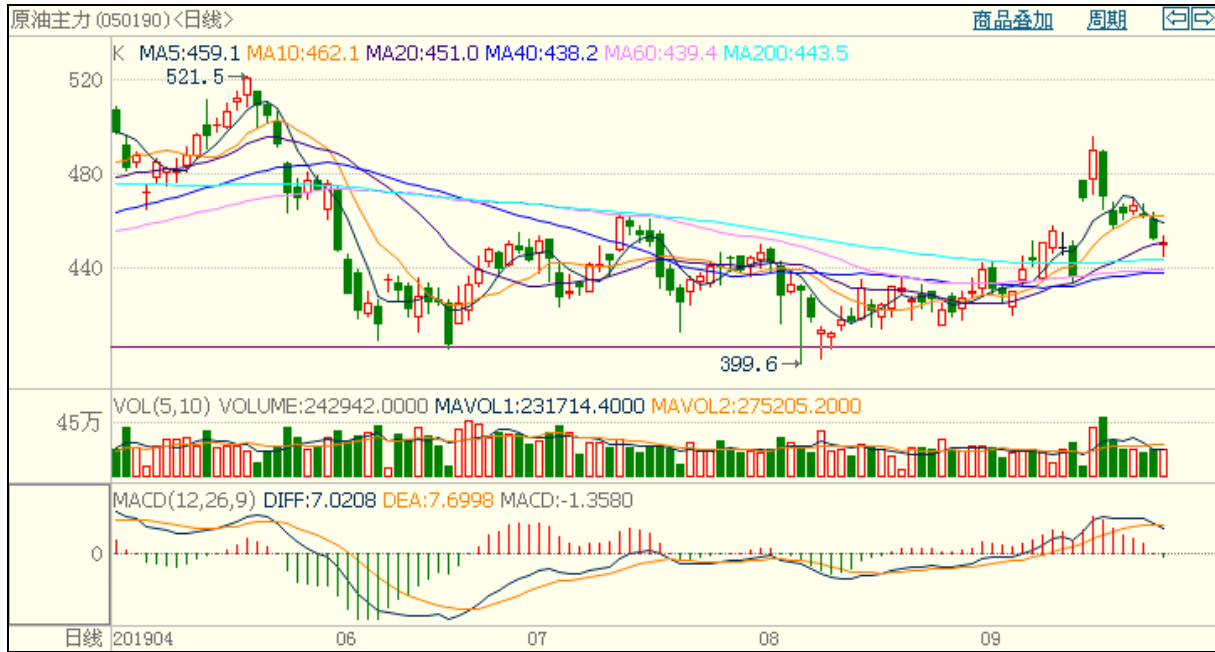 原油主力(050190)<日线> 商品叠加 周期
K MA5:459.1 MA10:462.1 MA20:451.0 MA40:438.2 MA60:439.4 MA200:443.5
521.5
520
480
440
399.6
VOL(5,10) VOLUME:242942.0000 MAVOL1:231714.4000 MAVOL2:275205.2000
45万
MACD(12,26,9) DIFF:7.0208 DEA:7.6998 MACD:-1.3580
0
日线 201904 06 07 08 09